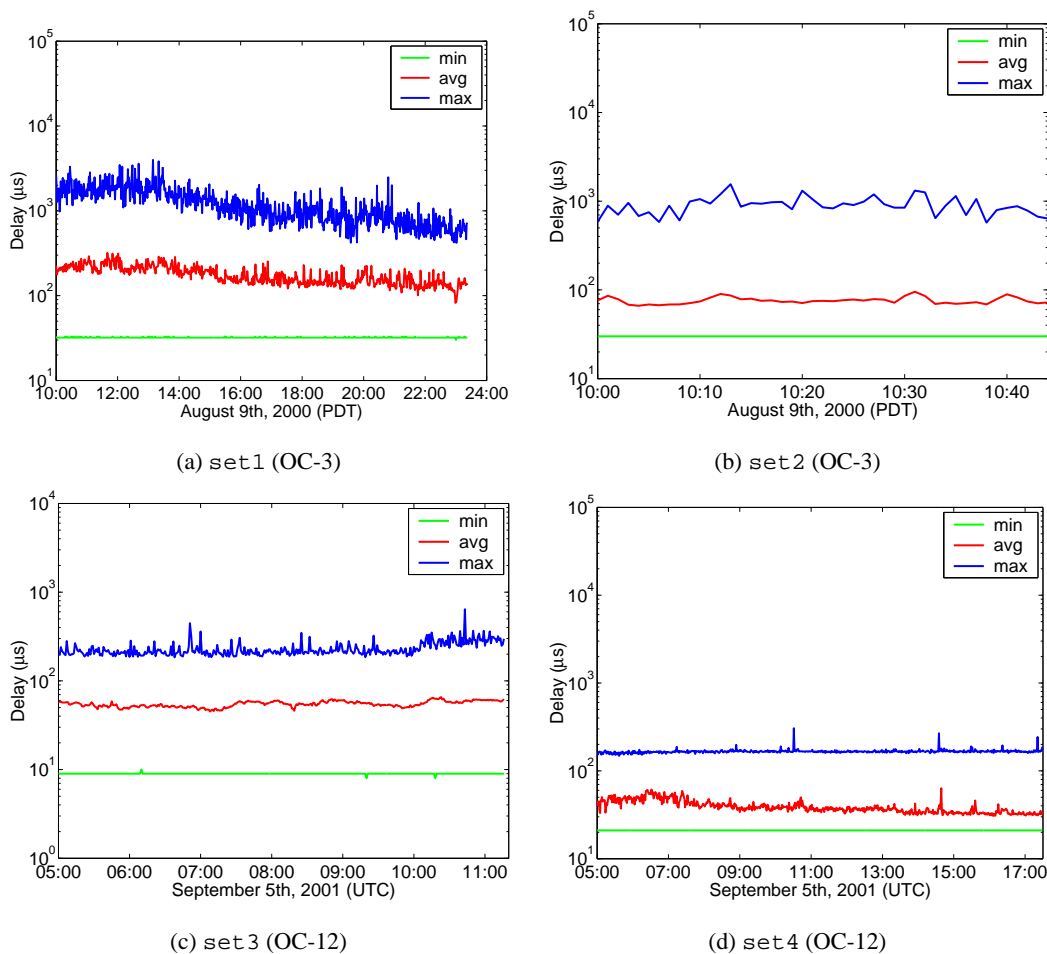 10^5
10^4
10^3
10^2
10^1
Delay (μs)
min
avg
max
10:00 12:00 14:00 16:00 18:00 20:00 22:00 24:00
August 9th, 2000 (PDT)
(a) set1 (OC-3)
10^5
10^4
10^3
10^2
10^1
Delay (μs)
min
avg
max
10:00 10:10 10:20 10:30 10:40
August 9th, 2000 (PDT)
(b) set2 (OC-3)
10^4
10^3
10^2
10^1
10^0
Delay (μs)
min
avg
max
05:00 06:00 07:00 08:00 09:00 10:00 11:00
September 5th, 2001 (UTC)
(c) set3 (OC-12)
10^5
10^4
10^3
10^2
10^1
Delay (μs)
min
avg
max
05:00 07:00 09:00 11:00 13:00 15:00 17:00
September 5th, 2001 (UTC)
(d) set4 (OC-12)